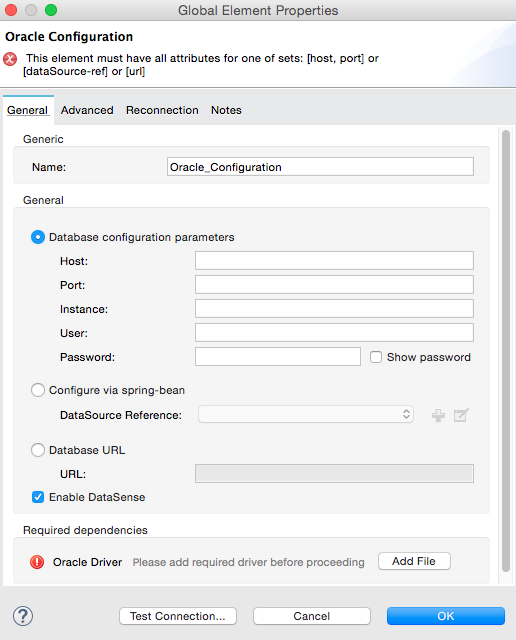 Global Element Properties
Oracle Configuration
This element must have all attributes for one of sets: [host, port] or
[dataSource-ref] or [url]
General Advanced Reconnection Notes
Generic
Name: Oracle_Configuration
General
Database configuration parameters
Host:
Port:
Instance:
User:
Password: Show password
Configure via spring-bean
DataSource Reference:
Database URL
URL:
Enable DataSense
Required dependencies
Oracle Driver Please add required driver before proceeding Add File
? Test Connection... Cancel OK